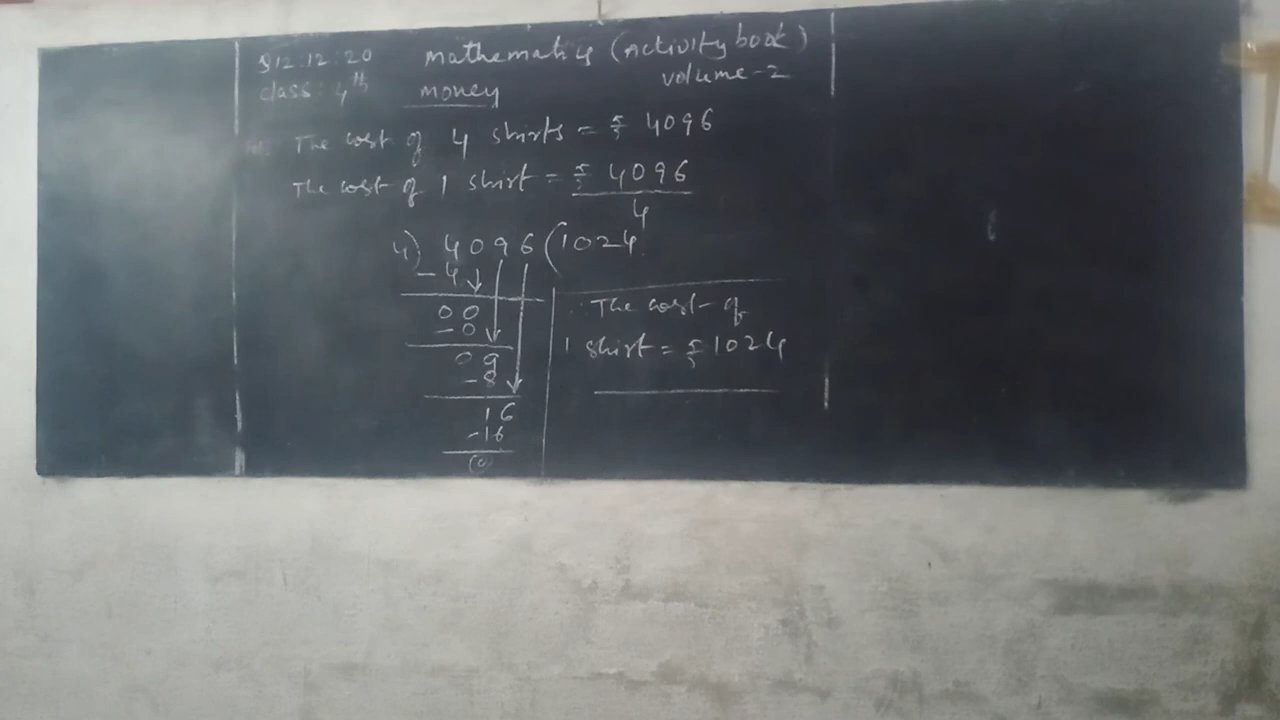 12:12:20 Mathematics (Activity book)
class: 4th money volume-2
The cost of 4 shirts = ₹ 4096
The cost of 1 shirt = ₹ 4096
4
4) 4096 (1024
- 4
00
- 0
09
- 8
16
- 16
(0)
∴ The cost of
1 shirt = ₹ 1024